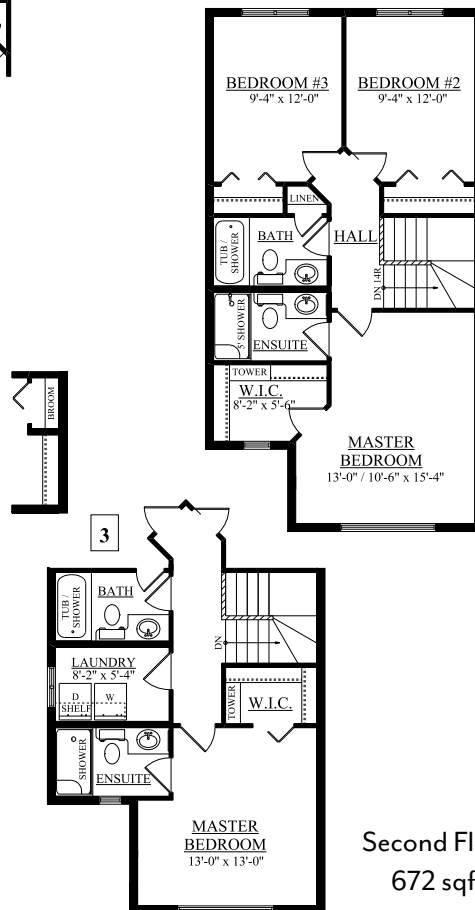 BEDROOM #3
9'-4" x 12'-0"
BEDROOM #2
9'-4" x 12'-0"
LINEN
BATH
TUB /
SHOWER
HALL
DN 14R
5' SHOWER
ENSUITE
TOWER
W.I.C.
8'-2" x 5'-6"
MASTER
BEDROOM
13'-0" / 10'-6" x 15'-4"
BROOM
3
BATH
TUB /
SHOWER
DN
LAUNDRY
8'-2" x 5'-4"
D
W
SHELF
TOWER
W.I.C.
SHOWER
ENSUITE
MASTER
BEDROOM
13'-0" x 13'-0"
Second Fl
672 sqf